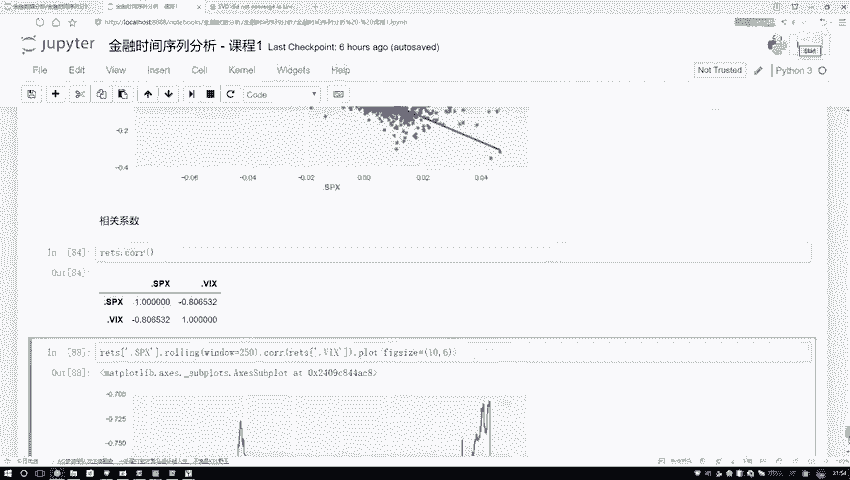 http://localhost:8888/notebooks/
jupyter 金融时间序列分析 - 课程1 Last Checkpoint: 6 hours ago (autosaved)
File Edit View Insert Cell Kernel Widgets Help
Not Trusted Python 3
Code
-0.2
-0.4
-0.06 -0.04 -0.02 0.00 0.02 0.04
.SPX
相关系数
In [84]: rets.corr()
Out[84]:
.SPX .VIX
.SPX 1.000000 -0.806532
.VIX -0.806532 1.000000
In [88]: rets['.SPX'].rolling(window=250).corr(rets['.VIX']).plot(figsize=(10,6))
Out[88]: <matplotlib.axes._subplots.AxesSubplot at 0x2409c844ac8>
-0.700
-0.725
-0.750